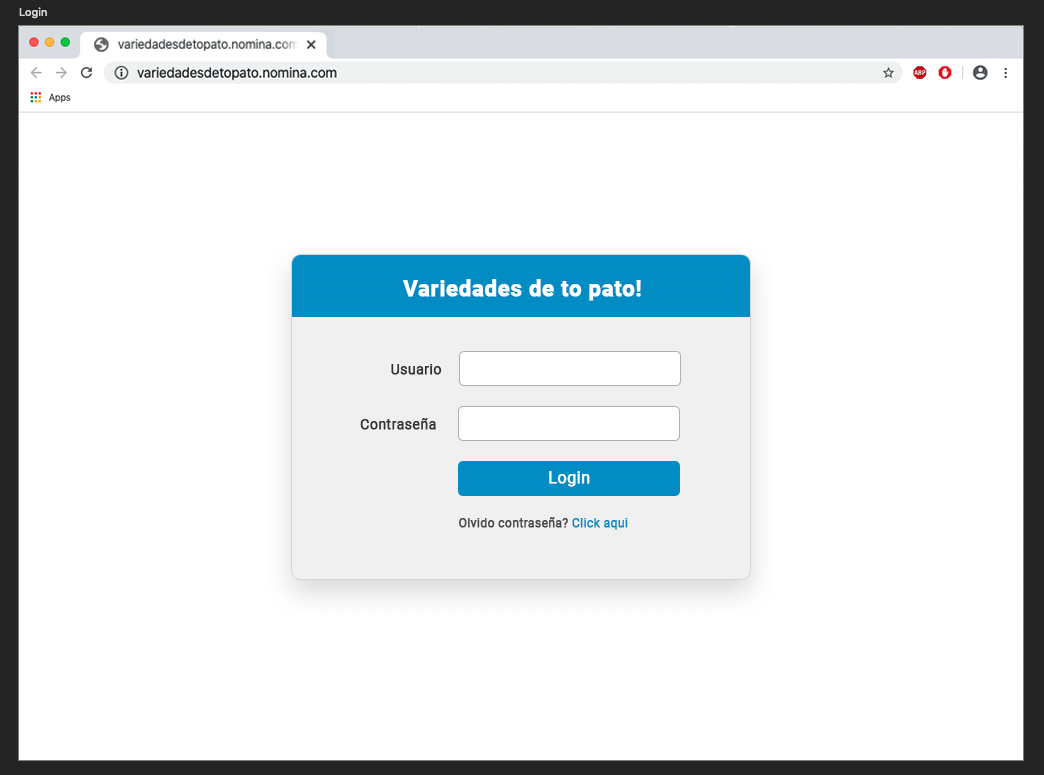 Login
variedadesdetopato.nomina.com
variedadesdetopato.nomina.com
ABP
Apps
Variedades de to pato!
Usuario
Contraseña
Login
Olvido contraseña? Click aqui